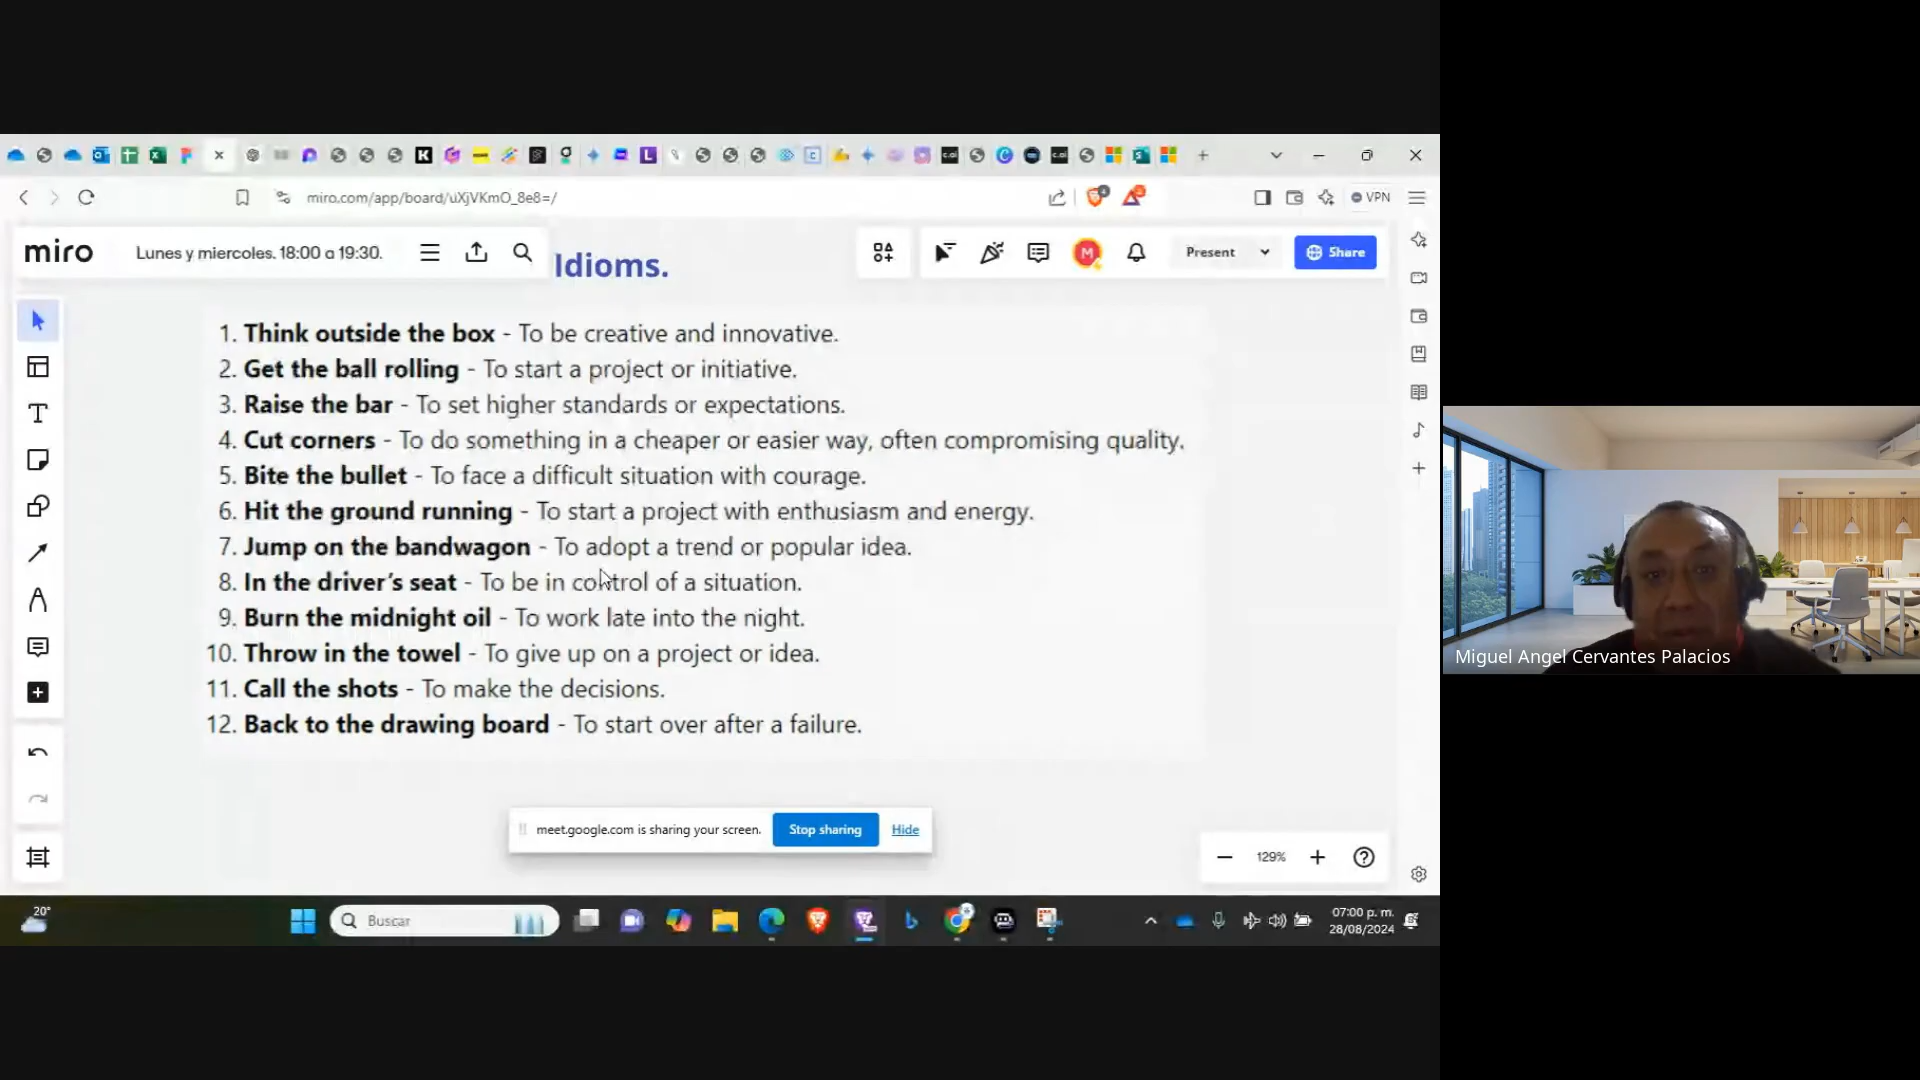 VPN
miro.com/app/board/uXjVKmO_8e8=/
miro
Lunes y miercoles. 18:00 a 19:30.
Idioms.
M
Present
Share
1. Think outside the box - To be creative and innovative.
2. Get the ball rolling - To start a project or initiative.
3. Raise the bar - To set higher standards or expectations.
4. Cut corners - To do something in a cheaper or easier way, often compromising quality.
5. Bite the bullet - To face a difficult situation with courage.
6. Hit the ground running - To start a project with enthusiasm and energy.
7. Jump on the bandwagon - To adopt a trend or popular idea.
8. In the driver’s seat - To be in control of a situation.
9. Burn the midnight oil - To work late into the night.
10. Throw in the towel - To give up on a project or idea.
11. Call the shots - To make the decisions.
12. Back to the drawing board - To start over after a failure.
Miguel Angel Cervantes Palacios
meet.google.com is sharing your screen.
Stop sharing
Hide
129%
20°
Buscar
07:00 p. m.
28/08/2024